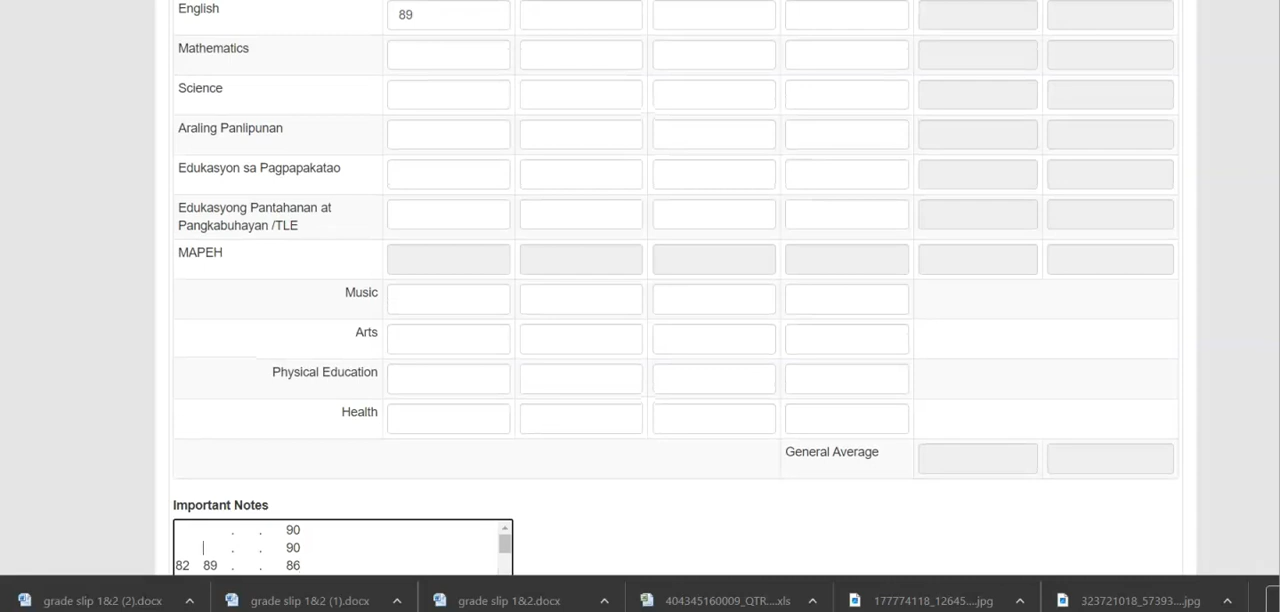 English 89
Mathematics
Science
Araling Panlipunan
Edukasyon sa Pagpapakatao
Edukasyong Pantahanan at
Pangkabuhayan /TLE
MAPEH
Music
Arts
Physical Education
Health
General Average
Important Notes
. . 90
. . 90
82 89 . . 86
grade slip 1&2 (2).docx grade slip 1&2 (1).docx grade slip 1&2.docx 404345160009_QTR....xls 177774118_12645....jpg 323721018_57393....jpg